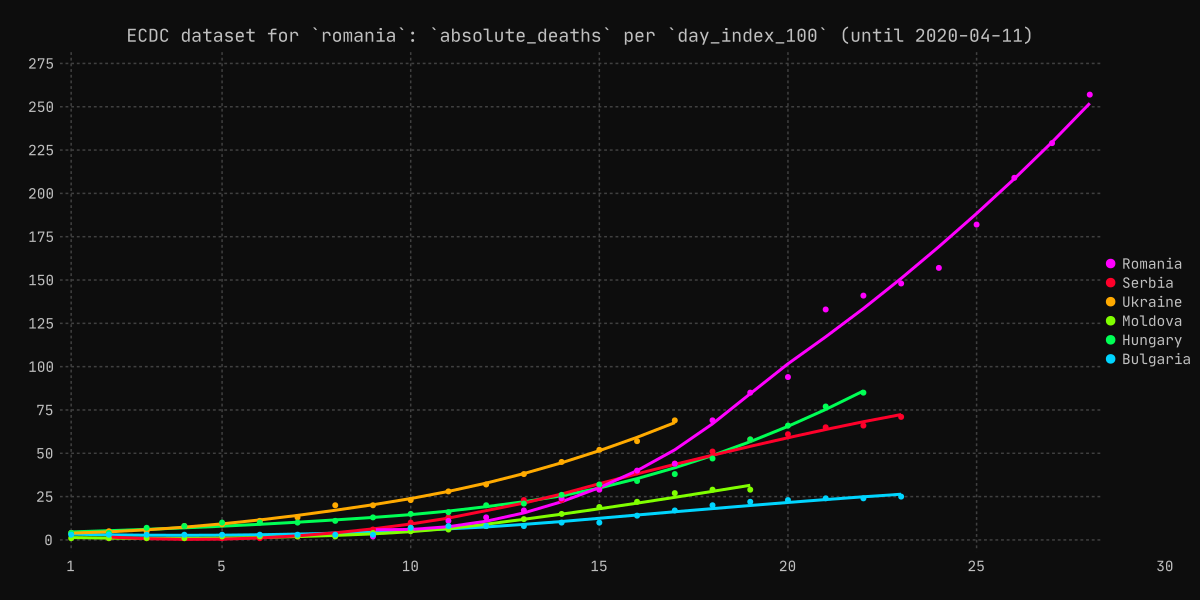 ECDC dataset for `romania`: `absolute_deaths` per `day_index_100` (until 2020-04-11)
275
250
225
200
175
150
125
100
75
50
25
0
1 5 10 15 20 25 30
Romania
Serbia
Ukraine
Moldova
Hungary
Bulgaria